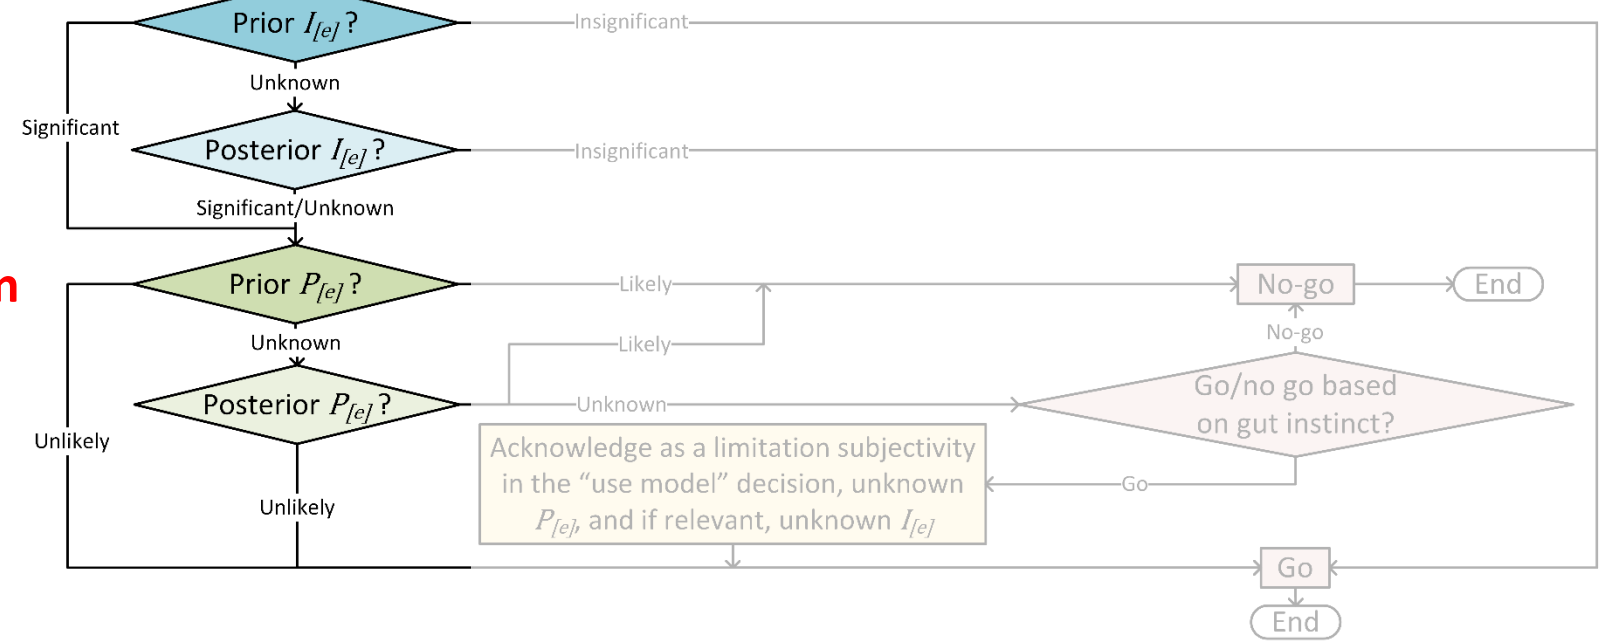 Prior I[e] ?
Insignificant
Unknown
Significant
Posterior I[e] ?
Insignificant
Significant/Unknown
Prior P[e] ?
Likely
No-go
End
Unknown
Likely
No-go
Posterior P[e] ?
Unknown
Go/no go based
on gut instinct?
Unlikely
Acknowledge as a limitation subjectivity
in the “use model” decision, unknown
P[e], and if relevant, unknown I[e]
Go
Unlikely
Go
End